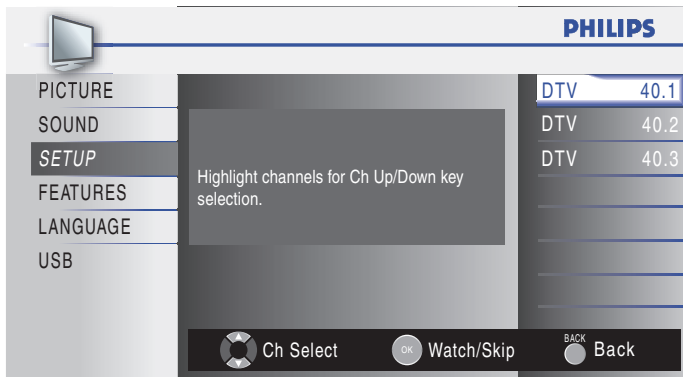 PHILIPS
PICTURE
SOUND
SETUP
FEATURES
LANGUAGE
USB
Highlight channels for Ch Up/Down key
selection.
DTV 40.1
DTV 40.2
DTV 40.3
Ch Select
OK Watch/Skip
BACK Back